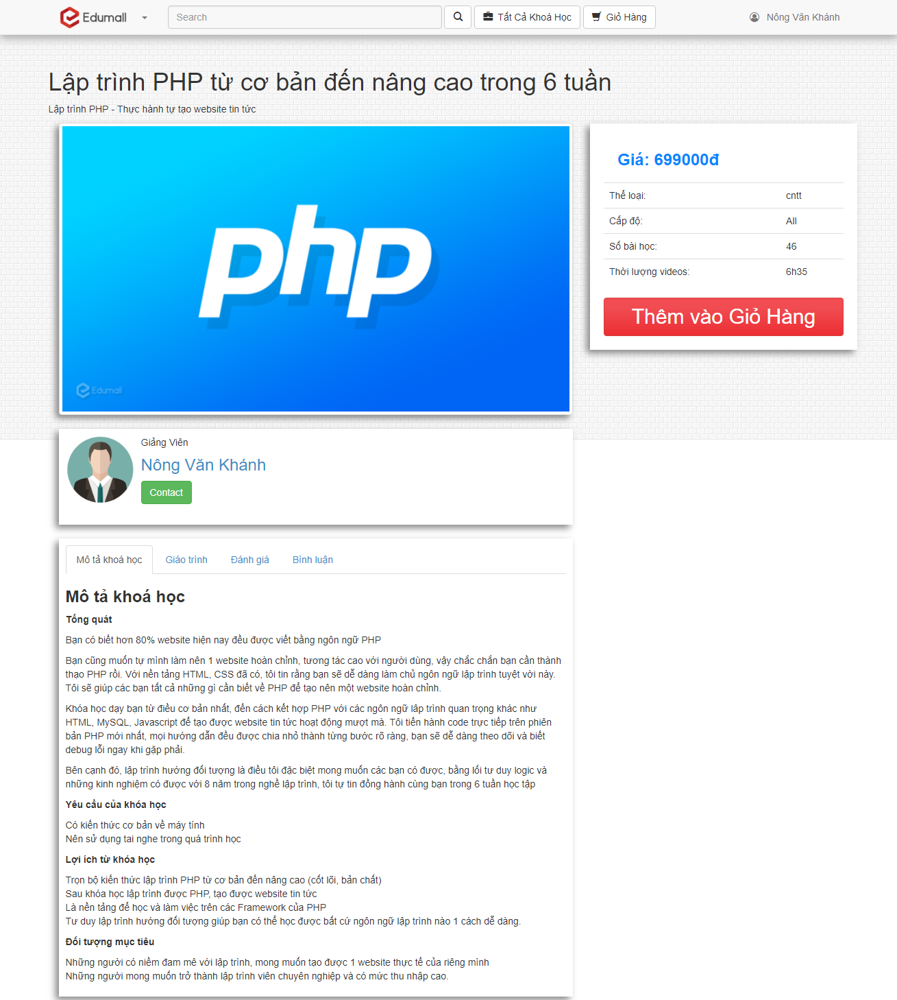 Edumall
Search
Tất Cả Khoá Học
Giỏ Hàng
Nông Văn Khánh
Lập trình PHP từ cơ bản đến nâng cao trong 6 tuần
Lập trình PHP - Thực hành tự tạo website tin tức
php
Edumall
Giá: 699000đ
Thể loại: cntt
Cấp độ: All
Số bài học: 46
Thời lượng videos: 6h35
Thêm vào Giỏ Hàng
Giảng Viên
Nông Văn Khánh
Contact
Mô tả khoá học
Giáo trình
Đánh giá
Bình luận
Mô tả khoá học
Tổng quát
Bạn có biết hơn 80% website hiện nay đều được viết bằng ngôn ngữ PHP
Bạn cũng muốn tự mình làm nên 1 website hoàn chỉnh, tương tác cao với người dùng, vậy chắc chắn bạn cần thành
thạo PHP rồi. Với nền tảng HTML, CSS đã có, tôi tin rằng bạn sẽ dễ dàng làm chủ ngôn ngữ lập trình tuyệt vời này.
Tôi sẽ giúp các bạn tất cả những gì cần biết về PHP để tạo nên một website hoàn chỉnh.
Khóa học dạy bạn từ điều cơ bản nhất, đến cách kết hợp PHP với các ngôn ngữ lập trình quan trọng khác như
HTML, MySQL, Javascript để tạo được website tin tức hoạt động mượt mà. Tôi tiến hành code trực tiếp trên phiên
bản PHP mới nhất, mọi hướng dẫn đều được chia nhỏ thành từng bước rõ ràng, bạn sẽ dễ dàng theo dõi và biết
debug lỗi ngay khi gặp phải.
Bên cạnh đó, lập trình hướng đối tượng là điều tôi đặc biệt mong muốn các bạn có được, bằng lối tư duy logic và
những kinh nghiệm có được với 8 năm trong nghề lập trình, tôi tự tin đồng hành cùng bạn trong 6 tuần học tập
Yêu cầu của khóa học
Có kiến thức cơ bản về máy tính
Nên sử dụng tai nghe trong quá trình học
Lợi ích từ khóa học
Trọn bộ kiến thức lập trình PHP từ cơ bản đến nâng cao (cốt lõi, bản chất)
Sau khóa học lập trình được PHP, tạo được website tin tức
Là nền tảng để học và làm việc trên các Framework của PHP
Tư duy lập trình hướng đối tượng giúp bạn có thể học được bất cứ ngôn ngữ lập trình nào 1 cách dễ dàng.
Đối tượng mục tiêu
Những người có niềm đam mê với lập trình, mong muốn tạo được 1 website thực tế của riêng mình
Những người mong muốn trở thành lập trình viên chuyên nghiệp và có mức thu nhập cao.